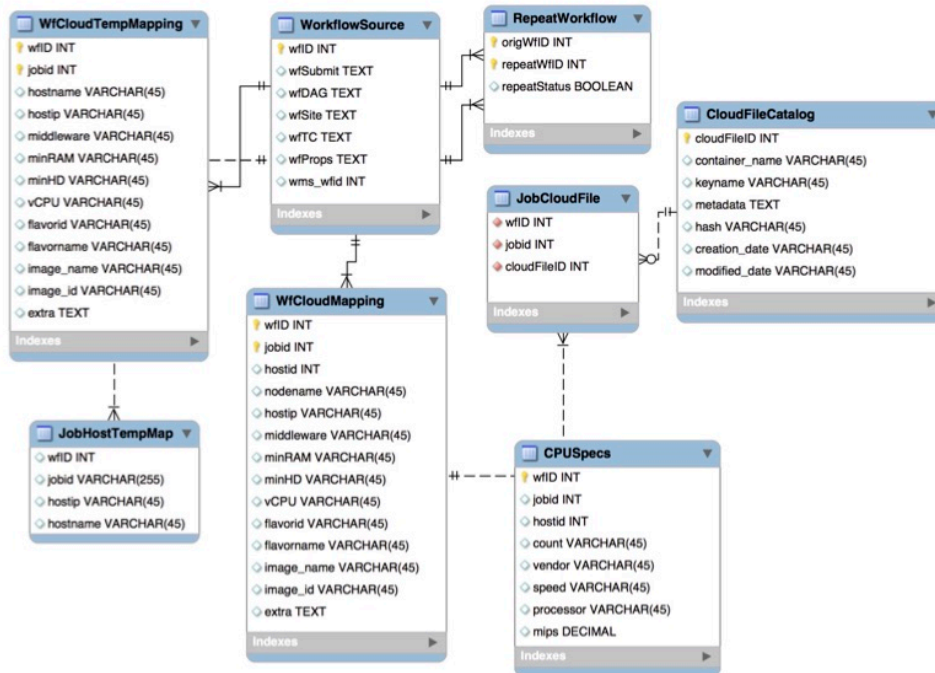 WfCloudTempMapping
wfID INT
jobid INT
hostname VARCHAR(45)
hostip VARCHAR(45)
middleware VARCHAR(45)
minRAM VARCHAR(45)
minHD VARCHAR(45)
vCPU VARCHAR(45)
flavorid VARCHAR(45)
flavorname VARCHAR(45)
image_name VARCHAR(45)
image_id VARCHAR(45)
extra TEXT
Indexes
WorkflowSource
wfID INT
wfSubmit TEXT
wfDAG TEXT
wfSite TEXT
wfTC TEXT
wfProps TEXT
wms_wfid INT
Indexes
RepeatWorkflow
origWfID INT
repeatWfID INT
repeatStatus BOOLEAN
Indexes
CloudFileCatalog
cloudFileID INT
container_name VARCHAR(45)
keyname VARCHAR(45)
metadata TEXT
hash VARCHAR(45)
creation_date VARCHAR(45)
modified_date VARCHAR(45)
Indexes
JobCloudFile
wfID INT
jobid INT
cloudFileID INT
Indexes
WfCloudMapping
wfID INT
jobid INT
hostid INT
nodename VARCHAR(45)
hostip VARCHAR(45)
middleware VARCHAR(45)
minRAM VARCHAR(45)
minHD VARCHAR(45)
vCPU VARCHAR(45)
flavorid VARCHAR(45)
flavorname VARCHAR(45)
image_name VARCHAR(45)
image_id VARCHAR(45)
extra TEXT
Indexes
JobHostTempMap
wfID INT
jobid VARCHAR(255)
hostip VARCHAR(45)
hostname VARCHAR(45)
CPUSpecs
wfID INT
jobid INT
hostid INT
count VARCHAR(45)
vendor VARCHAR(45)
speed VARCHAR(45)
processor VARCHAR(45)
mips DECIMAL
Indexes